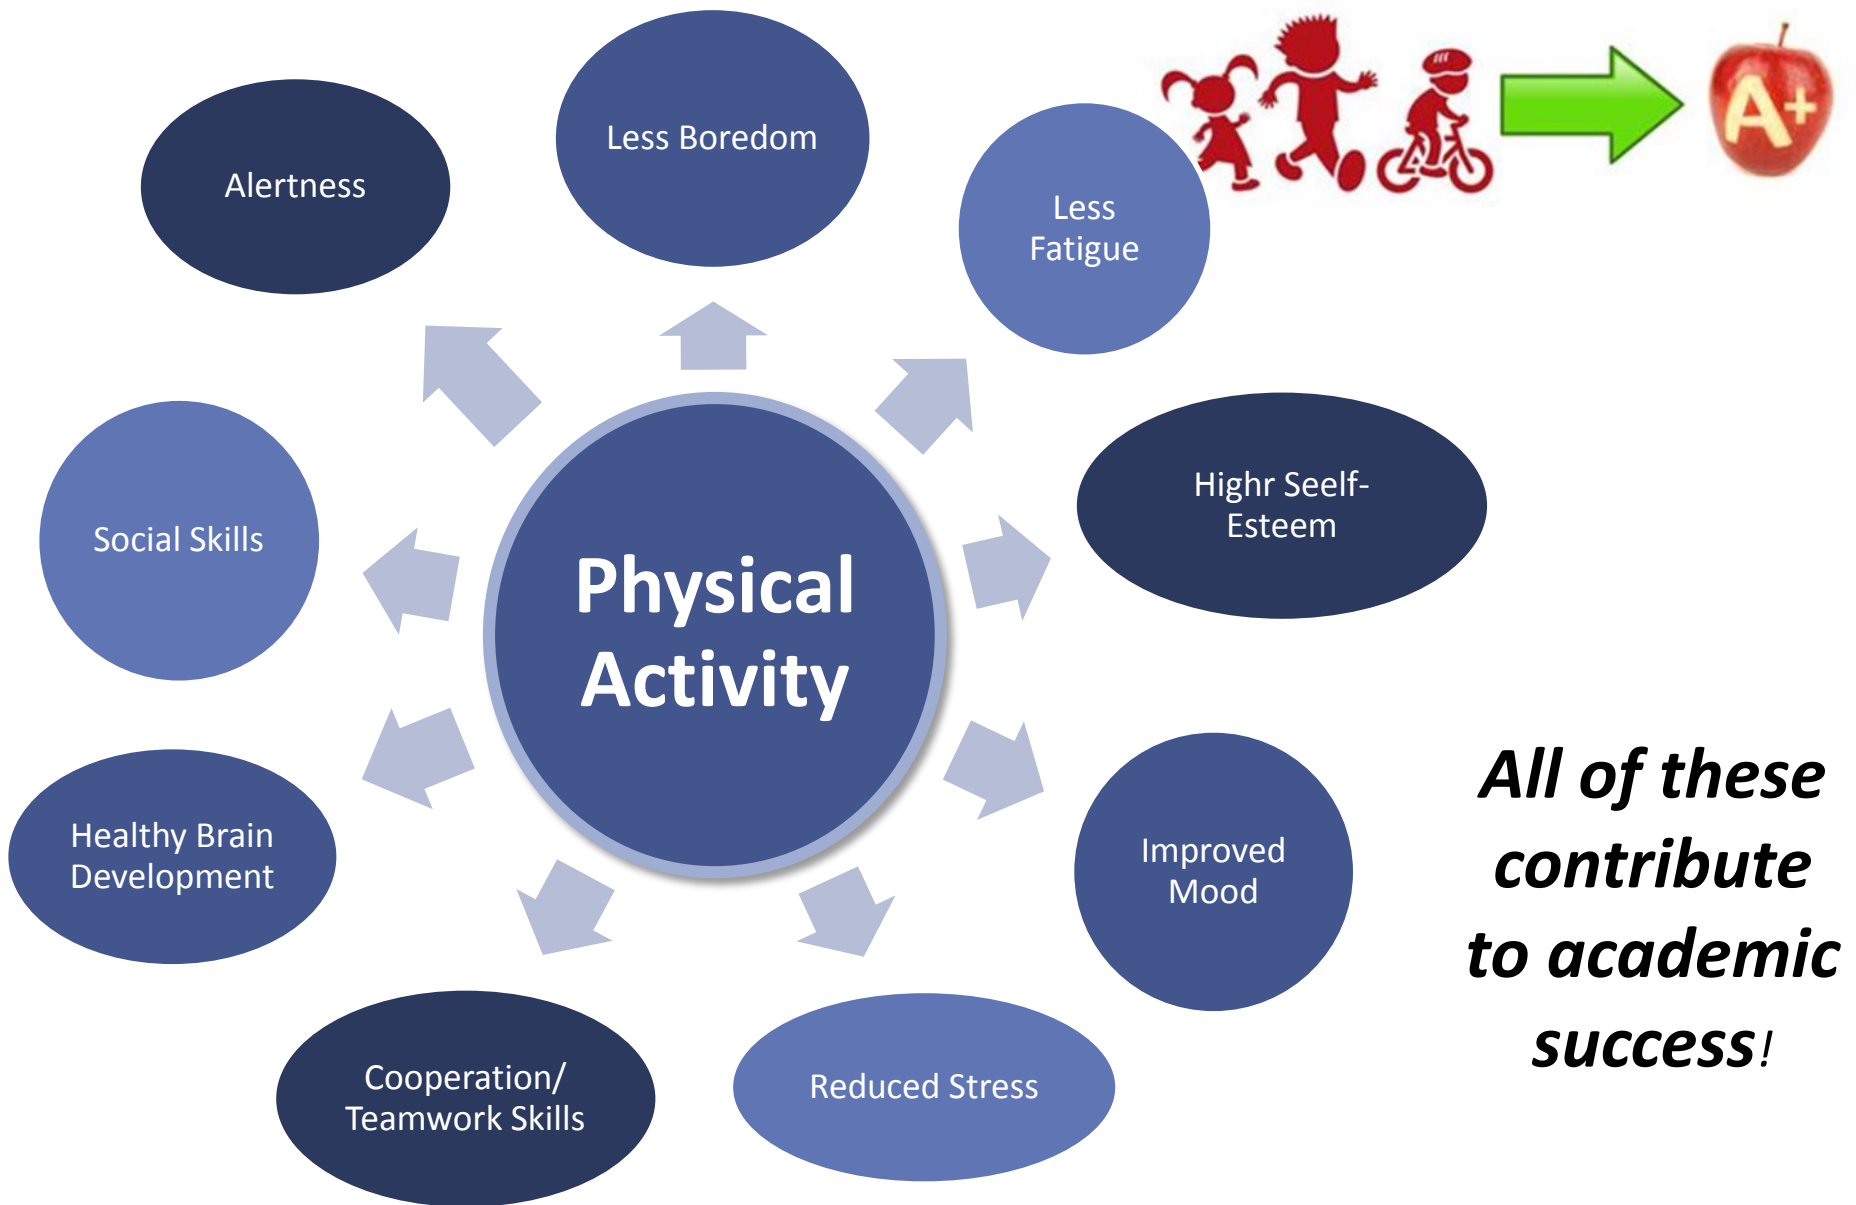 Less Boredom
Alertness
Less
Fatigue
A+
Highr Seelf-
Esteem
Social Skills
Physical
Activity
Improved
Mood
Healthy Brain
Development
Cooperation/
Teamwork Skills
Reduced Stress
All of these
contribute
to academic
success!